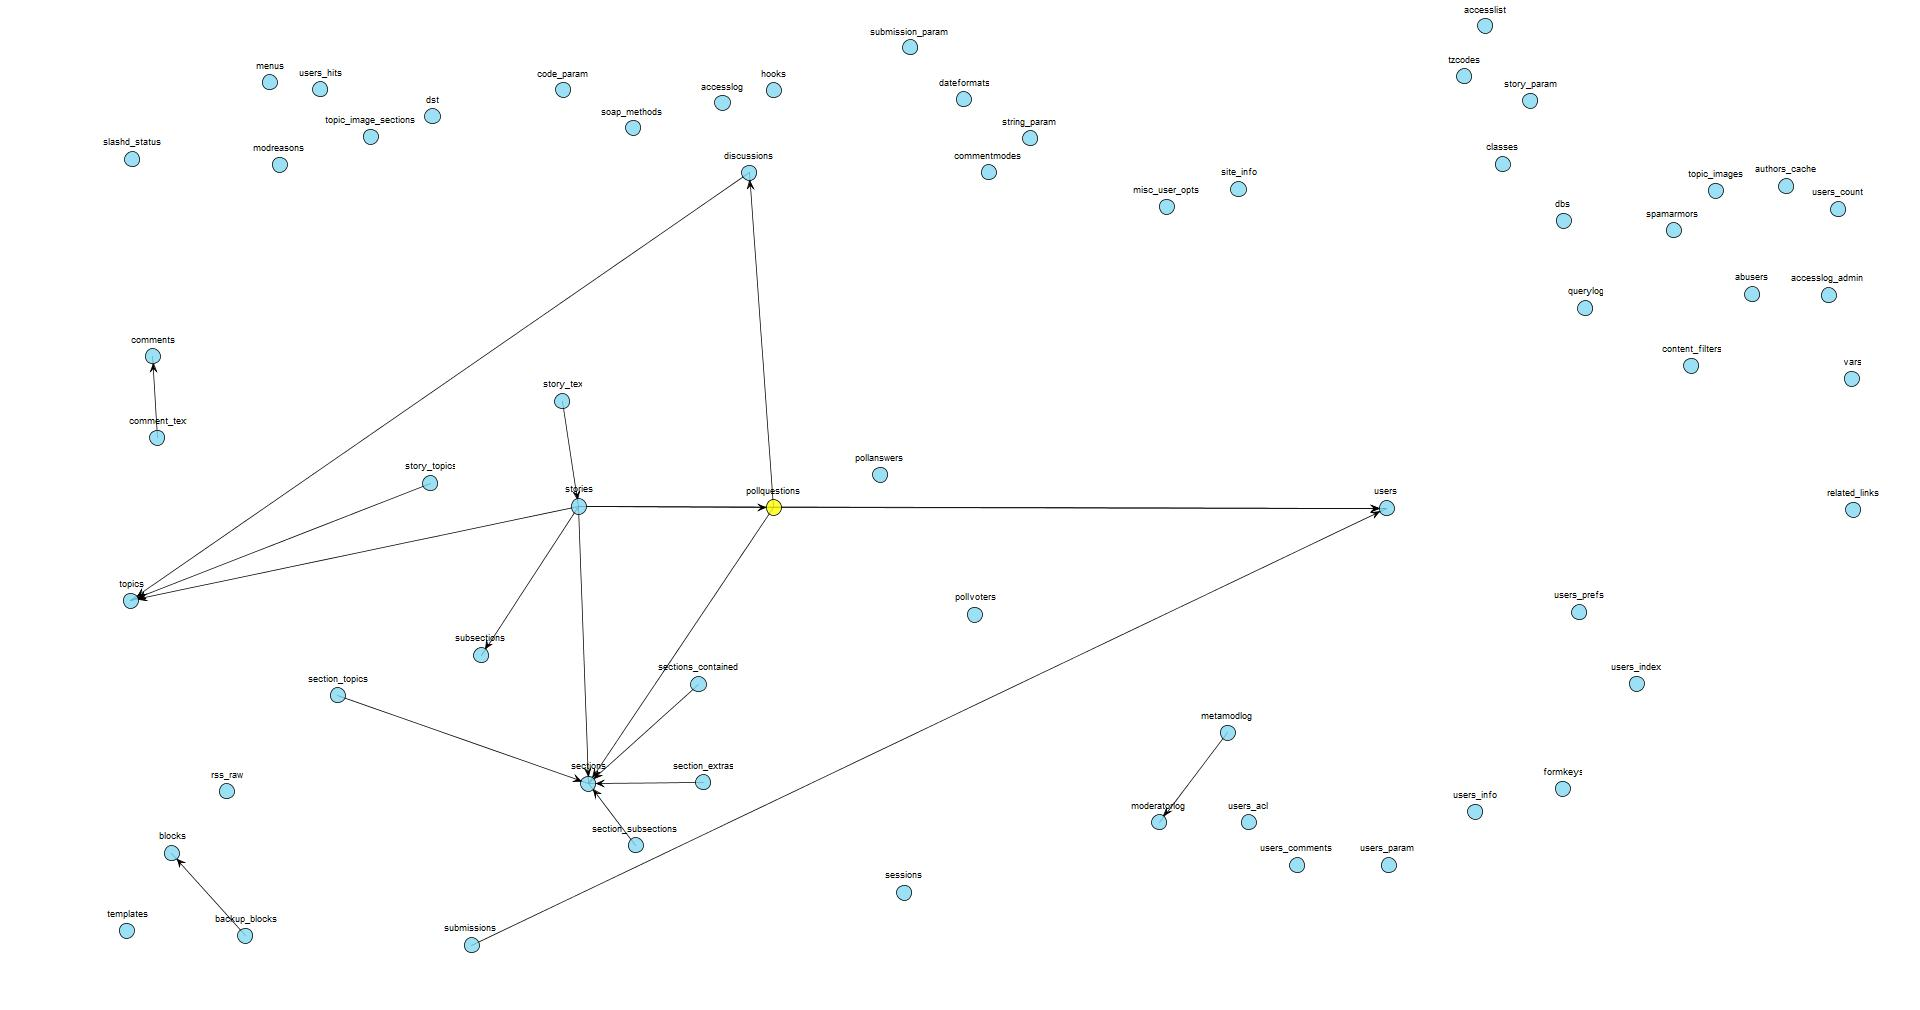 accesslist
submission_param
tzcodes
menus
users_hits
code_param
hooks
accesslog
dateformats
story_param
dst
topic_image_sections
soap_methods
string_param
slashd_status
modreasons
discussions
commentmodes
classes
site_info
misc_user_opts
topic_images
authors_cache
users_count
dbs
spamarmors
abusers
accesslog_admin
querylog
comments
content_filters
vars
story_tex
comment_tex
pollanswers
story_topics
stories
pollquestions
users
related_links
topics
pollvoters
users_prefs
subsections
sections_contained
users_index
section_topics
metamodlog
sections
section_extras
rss_raw
formkeys
users_info
moderatorlog
users_acl
section_subsections
blocks
users_comments
users_param
sessions
templates
backup_blocks
submissions